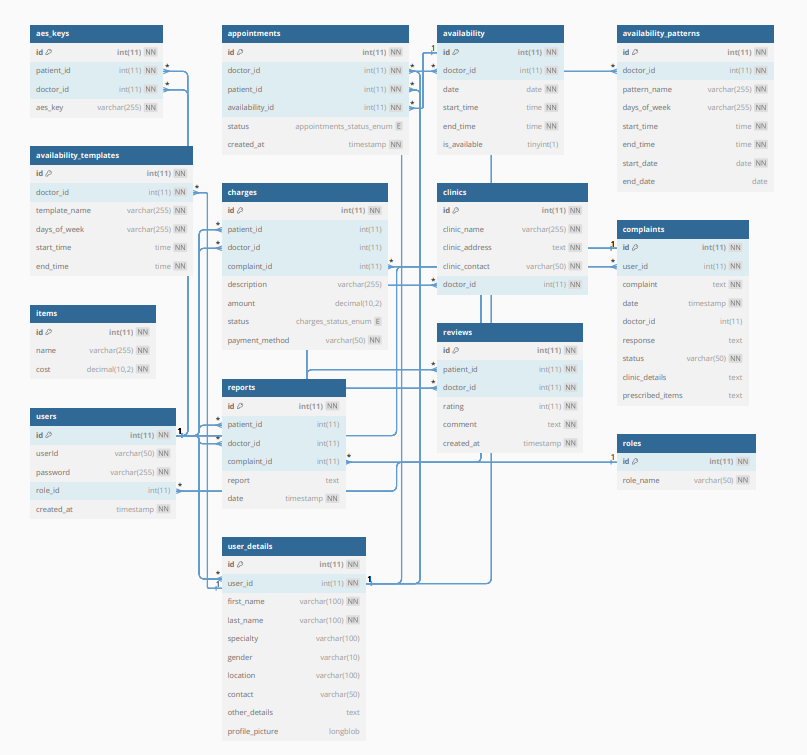 aes_keys
id int(11) NN
patient_id int(11) NN
doctor_id int(11) NN
aes_key varchar(255) NN
appointments
id int(11) NN
doctor_id int(11) NN
patient_id int(11) NN
availability_id int(11) NN
status appointments_status_enum E
created_at timestamp NN
availability
id int(11) NN
doctor_id int(11) NN
date date NN
start_time time NN
end_time time NN
is_available tinyint(1)
availability_patterns
id int(11) NN
doctor_id int(11) NN
pattern_name varchar(255) NN
days_of_week varchar(255) NN
start_time time NN
end_time time NN
start_date date NN
end_date date
availability_templates
id int(11) NN
doctor_id int(11) NN
template_name varchar(255) NN
days_of_week varchar(255) NN
start_time time NN
end_time time NN
charges
id int(11) NN
patient_id int(11)
doctor_id int(11)
complaint_id int(11)
description varchar(255)
amount decimal(10,2)
status charges_status_enum E
payment_method varchar(50) NN
clinics
id int(11) NN
clinic_name varchar(255) NN
clinic_address text NN
clinic_contact varchar(50) NN
doctor_id int(11) NN
complaints
id int(11) NN
user_id int(11) NN
complaint text NN
date timestamp NN
doctor_id int(11)
response text
status varchar(50) NN
clinic_details text
prescribed_items text
items
id int(11) NN
name varchar(255) NN
cost decimal(10,2) NN
reviews
id int(11) NN
patient_id int(11) NN
doctor_id int(11) NN
rating int(11) NN
comment text NN
created_at timestamp NN
reports
id int(11) NN
patient_id int(11)
doctor_id int(11)
complaint_id int(11)
report text
date timestamp NN
users
id int(11) NN
userid varchar(50) NN
password varchar(255) NN
role_id int(11)
created_at timestamp NN
roles
id int(11) NN
role_name varchar(50) NN
user_details
id int(11) NN
user_id int(11) NN
first_name varchar(100) NN
last_name varchar(100) NN
specialty varchar(100)
gender varchar(10)
location varchar(100)
contact varchar(50)
other_details text
profile_picture longblob